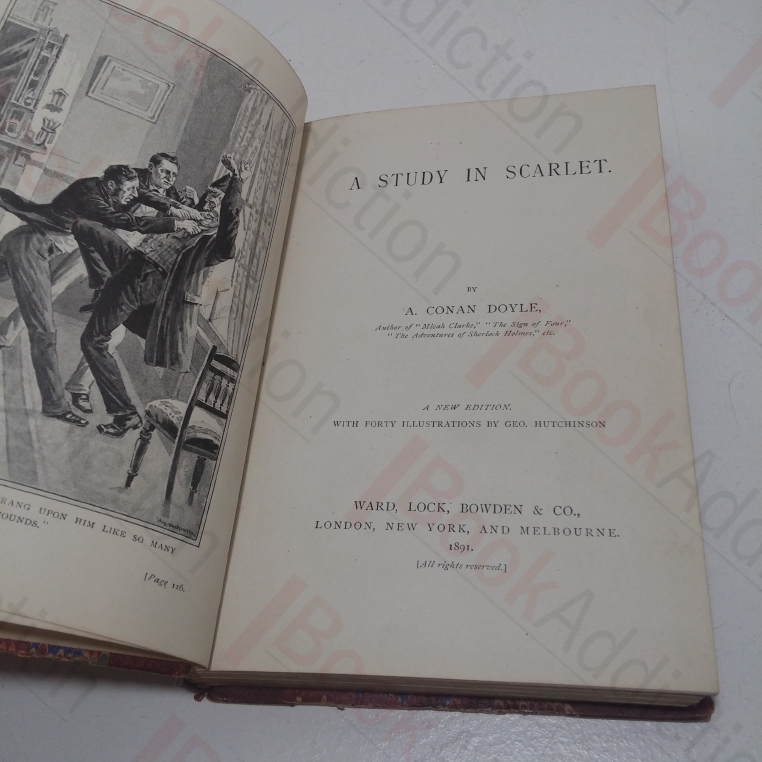 RANG UPON HIM LIKE SO MANY
OUNDS."
[Page 116.
A STUDY IN SCARLET.
BY
A. CONAN DOYLE,
Author of "Micah Clarke," "The Sign of Four,"
"The Adventures of Sherlock Holmes," etc.
A NEW EDITION.
WITH FORTY ILLUSTRATIONS BY GEO. HUTCHINSON
WARD, LOCK, BOWDEN & CO.,
LONDON, NEW YORK, AND MELBOURNE.
1891.
[All rights reserved.]
BookAddiction